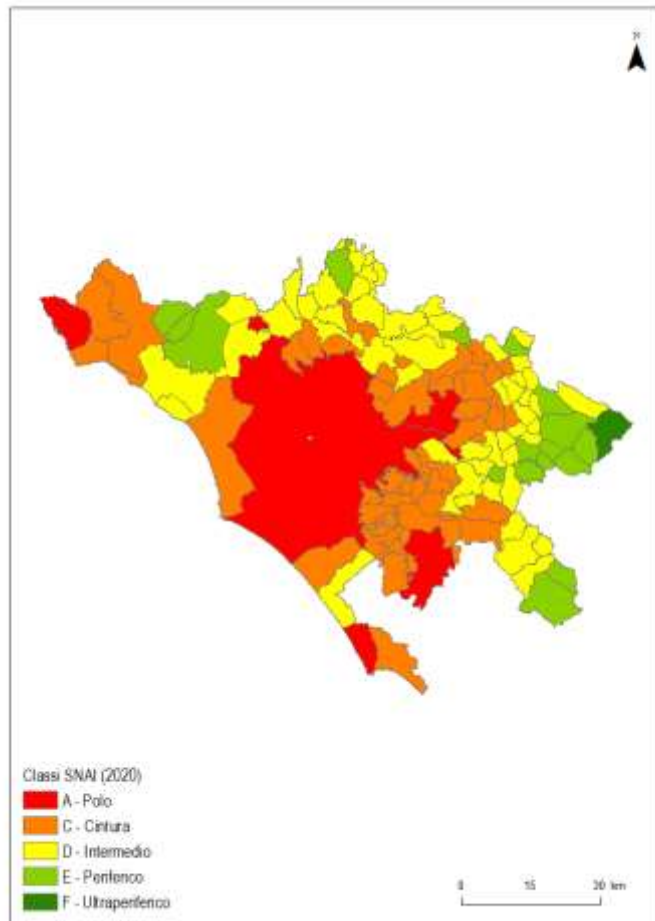 N
Classi SNAI (2020)
A - Polo
C - Cintura
D - Intermedio
E - Periferico
F - Ultraperiferico
0 15 30 km